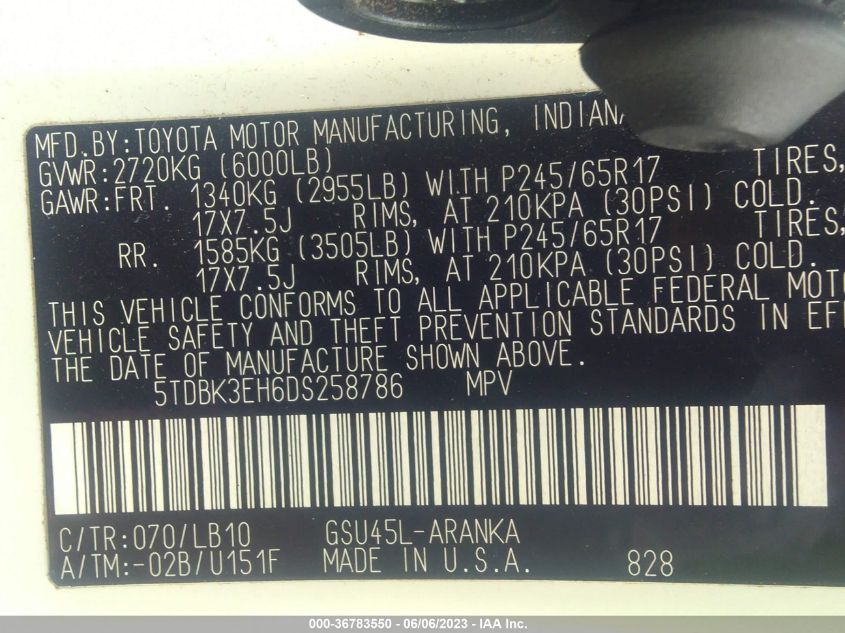 MFD.BY:TOYOTA MOTOR MANUFACTURING, INDIANA
GVWR:2720KG (6000LB)
GAWR:FRT. 1340KG (2955LB) WITH P245/65R17 TIRES,
17X7.5J RIMS, AT 210KPA (30PSI) COLD.
RR. 1585KG (3505LB) WITH P245/65R17 TIRES,
17X7.5J RIMS, AT 210KPA (30PSI) COLD.
THIS VEHICLE CONFORMS TO ALL APPLICABLE FEDERAL MOT
VEHICLE SAFETY AND THEFT PREVENTION STANDARDS IN EF
THE DATE OF MANUFACTURE SHOWN ABOVE.
5TDBK3EH6DS258786 MPV
C/TR:070/LB10 GSU45L-ARANKA
A/TM:-02B/U151F MADE IN U.S.A. 828
000-36783550 - 06/06/2023 - IAA Inc.